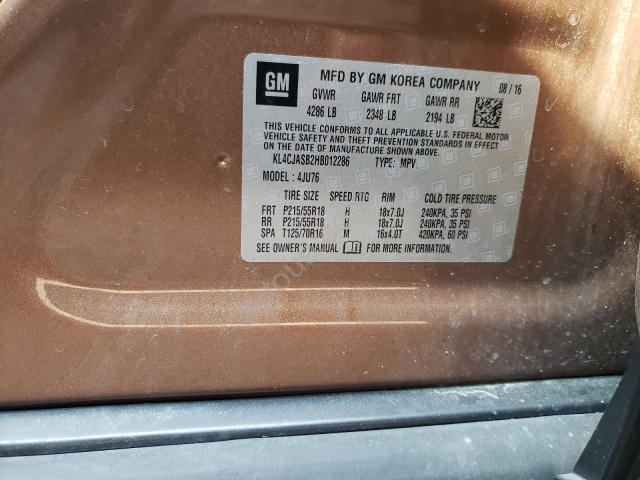 GM MFD BY GM KOREA COMPANY 08/16
GVWR GAWR FRT GAWR RR
4286 LB 2348 LB 2194 LB
THIS VEHICLE CONFORMS TO ALL APPLICABLE U.S. FEDERAL MOTOR
VEHICLE SAFETY AND THEFT PREVENTION STANDARDS IN EFFECT ON
THE DATE OF MANUFACTURE SHOWN ABOVE.
KL4CJASB2HB012286 TYPE: MPV
MODEL: 4JU76
TIRE SIZE SPEED RTG RIM COLD TIRE PRESSURE
FRT P215/55R18 H 18x7.0J 240KPA, 35 PSI
RR P215/55R18 H 18x7.0J 240KPA, 35 PSI
SPA T125/70R16 M 16x4.0T 420KPA, 60 PSI
SEE OWNER'S MANUAL FOR MORE INFORMATION.